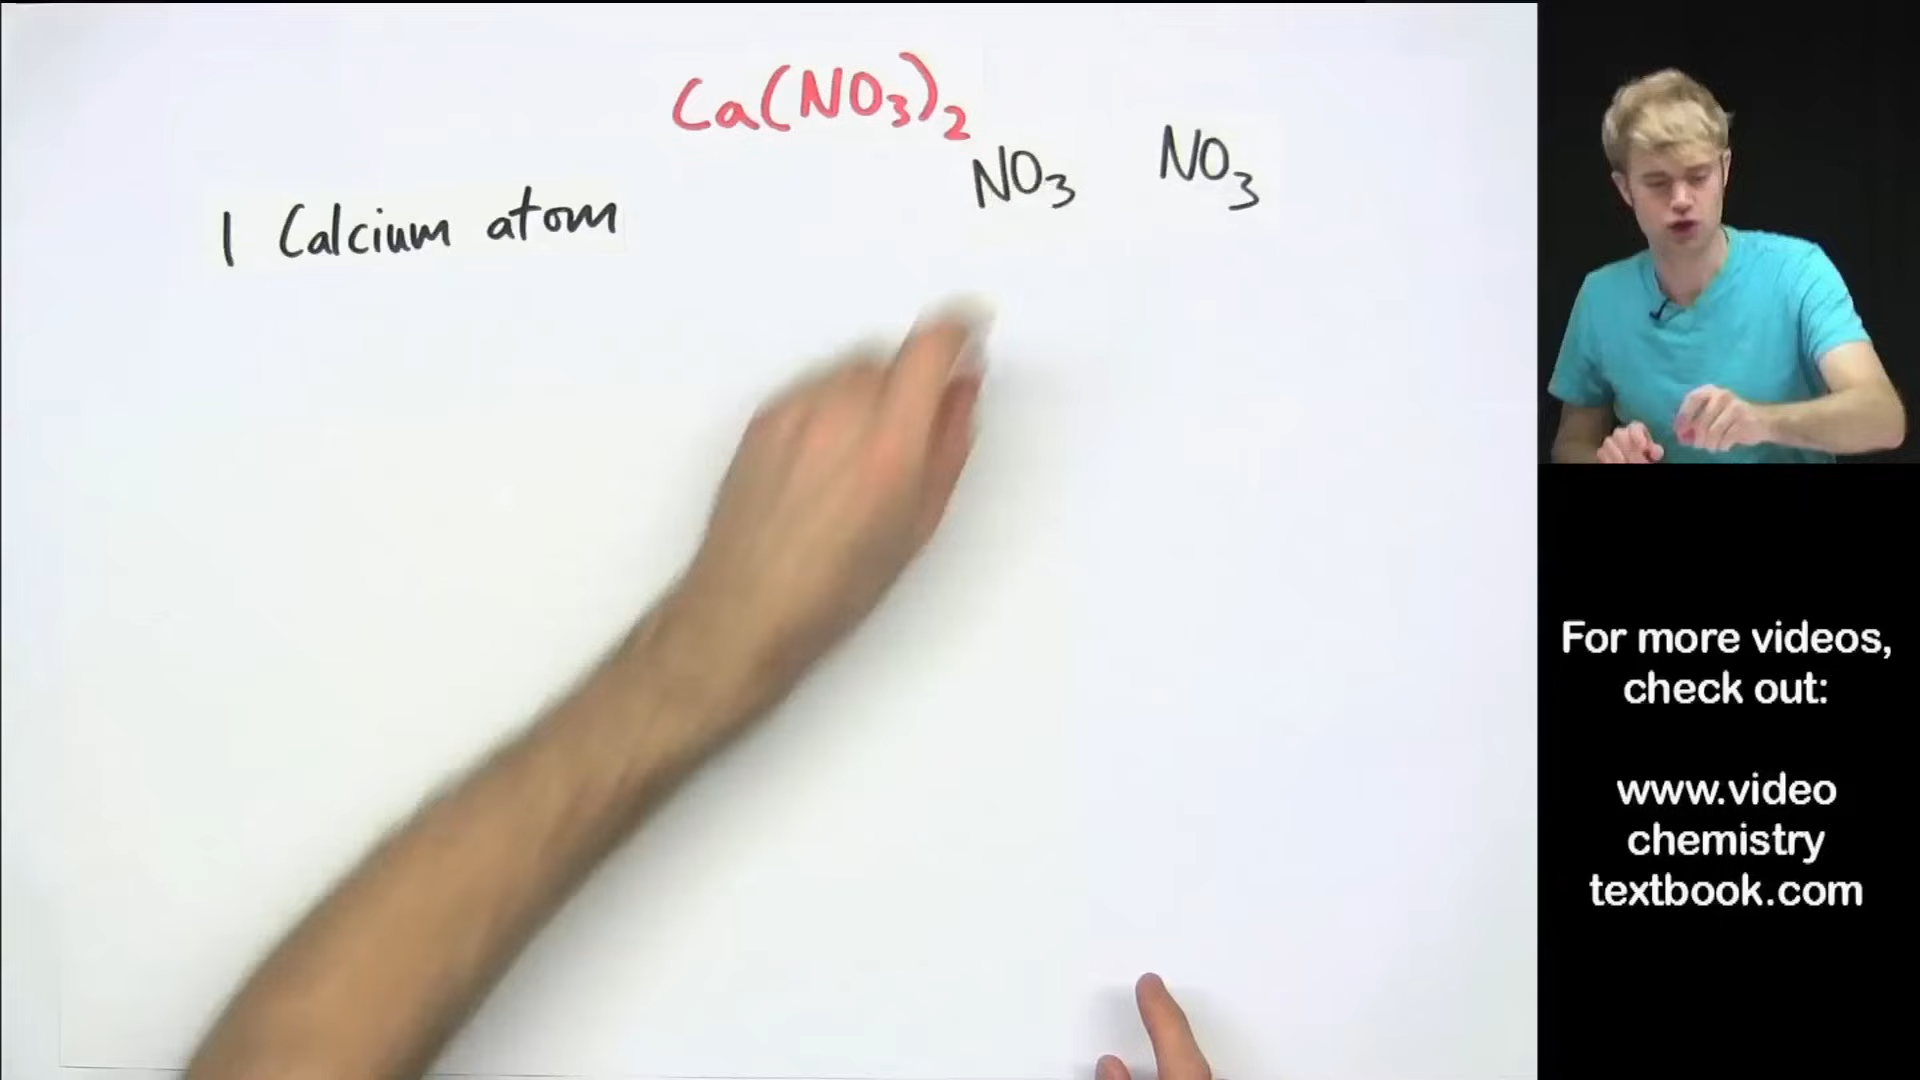 Ca(NO₃)₂
NO₃ NO₃
1 Calcium atom
For more videos,
check out:
www.video
chemistry
textbook.com